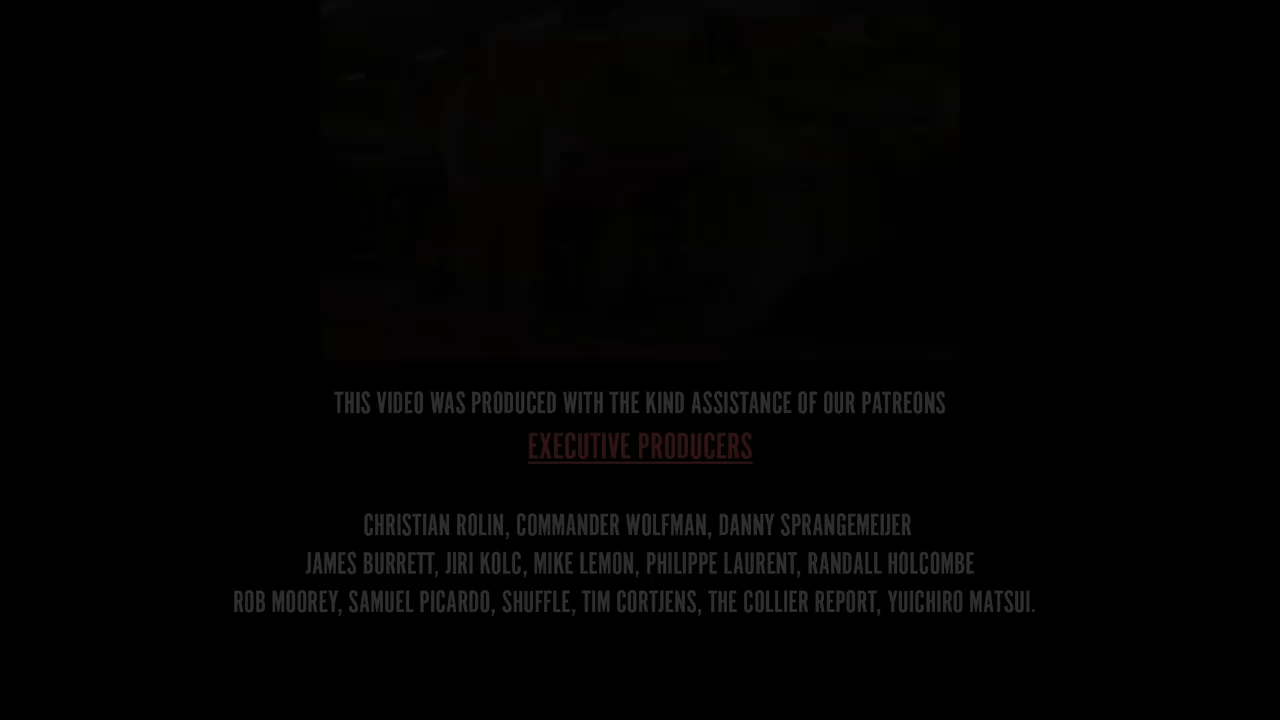 THIS VIDEO WAS PRODUCED WITH THE KIND ASSISTANCE OF OUR PATREONS
EXECUTIVE PRODUCERS
CHRISTIAN ROLIN, COMMANDER WOLFMAN, DANNY SPRANGEMEIJER
JAMES BURRETT, JIRI KOLC, MIKE LEMON, PHILIPPE LAURENT, RANDALL HOLCOMBE
ROB MOOREY, SAMUEL PICARDO, SHUFFLE, TIM CORTJENS, THE COLLIER REPORT, YUICHIRO MATSUI.